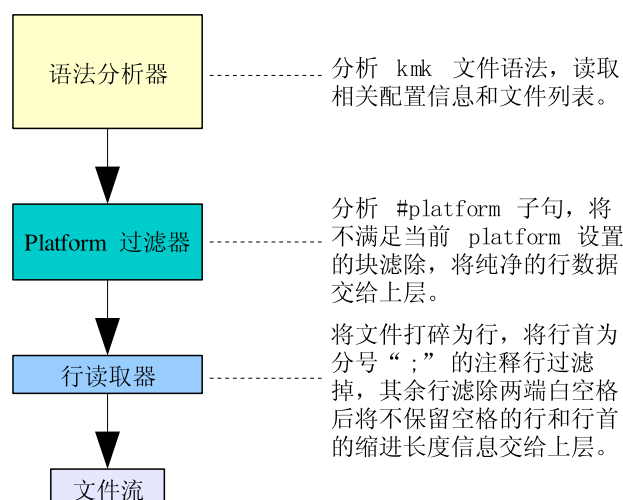 语法分析器
分析 kmk 文件语法，读取
相关配置信息和文件列表。
Platform 过滤器
分析 #platform 子句，将
不满足当前 platform 设置
的块滤除，将纯净的行数据
交给上层。
行读取器
将文件打碎为行，将行首为
分号“;”的注释行过滤
掉，其余行滤除两端白空格
后将不保留空格的行和行首
的缩进长度信息交给上层。
文件流